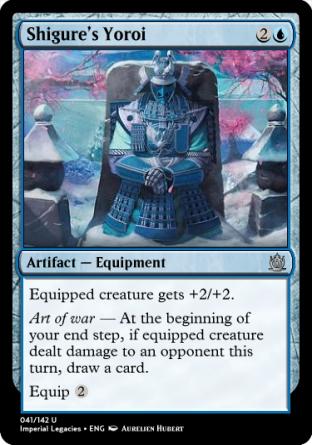 Shigure's Yoroi 2
Artifact — Equipment
Equipped creature gets +2/+2.
Art of war — At the beginning of
your end step, if equipped creature
dealt damage to an opponent this
turn, draw a card.
Equip 2
041/142 U
Imperial Legacies • ENG Aurelien Hubert